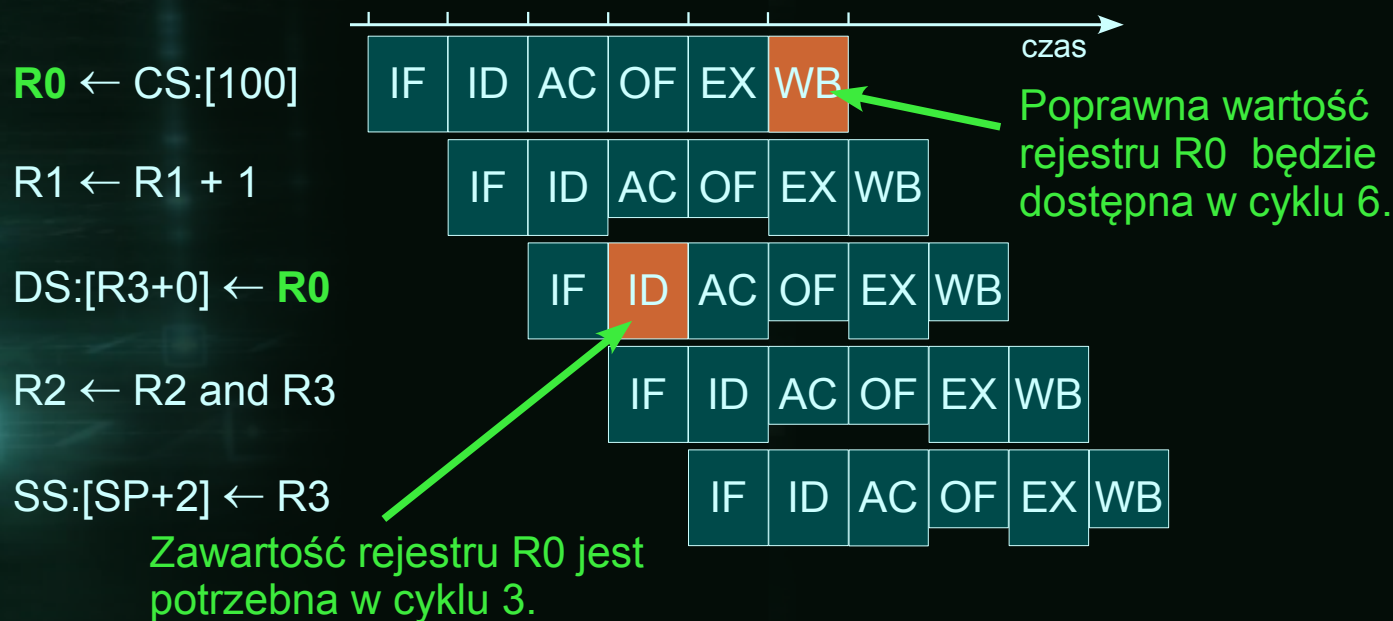 czas
R0 ← CS:[100] IF ID AC OF EX WB
Poprawna wartość
rejestru R0 będzie
dostępna w cyklu 6.
R1 ← R1 + 1 IF ID AC OF EX WB
DS:[R3+0] ← R0 IF ID AC OF EX WB
R2 ← R2 and R3 IF ID AC OF EX WB
SS:[SP+2] ← R3 IF ID AC OF EX WB
Zawartość rejestru R0 jest
potrzebna w cyklu 3.